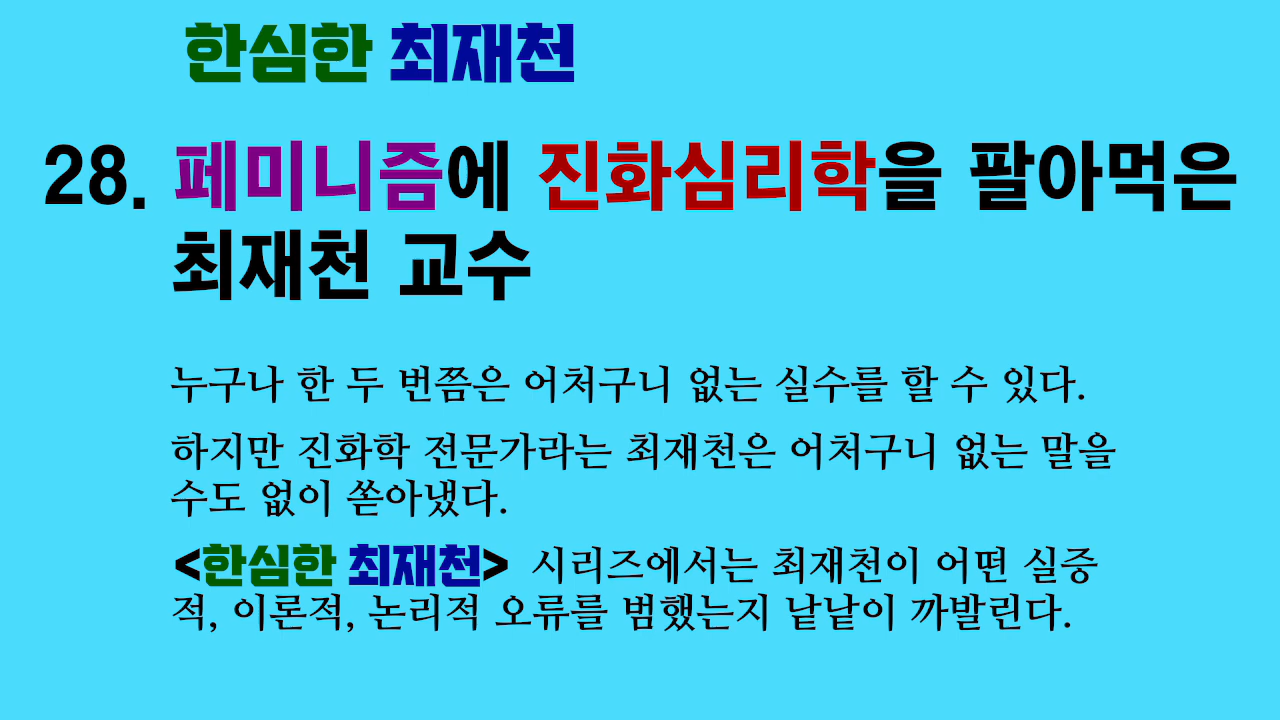 한심한 최재천
28. 페미니즘에 진화심리학을 팔아먹은
최재천 교수
누구나 한 두 번쯤은 어처구니 없는 실수를 할 수 있다.
하지만 진화학 전문가라는 최재천은 어처구니 없는 말을
수도 없이 쏟아냈다.
<한심한 최재천> 시리즈에서는 최재천이 어떤 실증
적, 이론적, 논리적 오류를 범했는지 낱낱이 까발린다.